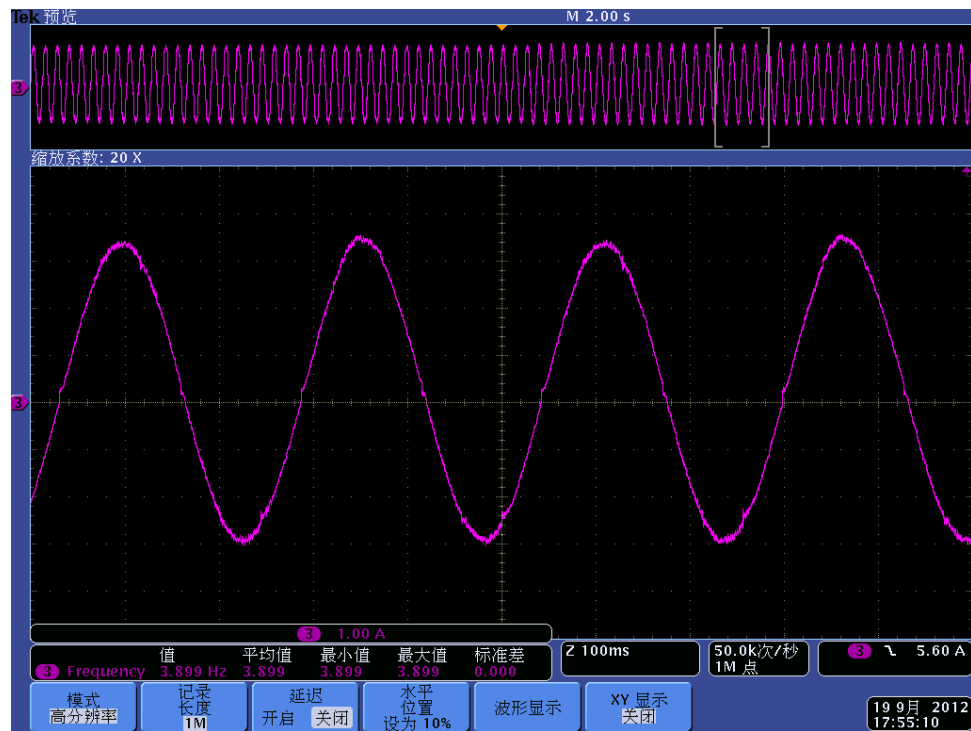 Tek 预览 M 2.00 s
3
缩放系数: 20 X
3
3 1.00 A
值 平均值 最小值 最大值 标准差
3 Frequency 3.899 Hz 3.899 3.899 3.899 0.000
Z 100ms
50.0k次/秒
1M 点
3 5.60 A
模式
高分辨率
记录
长度
1M
延迟
开启 关闭
水平
位置
设为 10%
波形显示
XY 显示
关闭
19 9月 2012
17:55:10